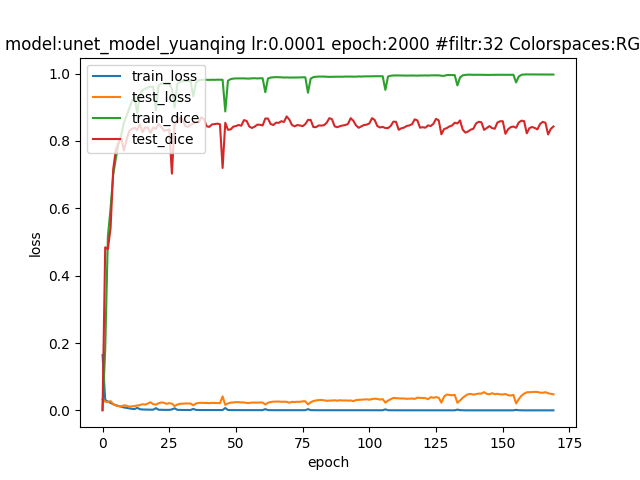 model:unet_model_yuanqing lr:0.0001 epoch:2000 #filtr:32 Colorspaces:RG
train_loss
test_loss
train_dice
test_dice
1.0
0.8
0.6
0.4
0.2
0.0
loss
0
25
50
75
100
125
150
175
epoch